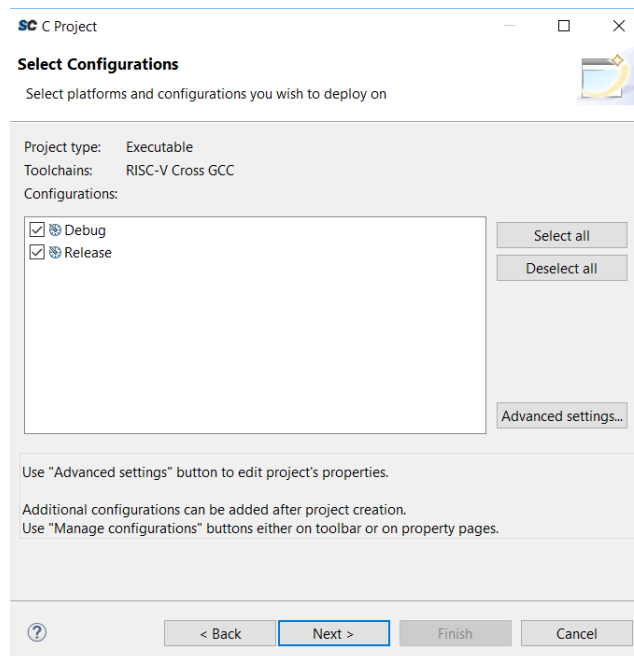 SC C Project
Select Configurations
Select platforms and configurations you wish to deploy on
Project type: Executable
Toolchains: RISC-V Cross GCC
Configurations:
Debug
Release
Select all
Deselect all
Advanced settings...
Use "Advanced settings" button to edit project's properties.
Additional configurations can be added after project creation.
Use "Manage configurations" buttons either on toolbar or on property pages.
?
< Back
Next >
Finish
Cancel